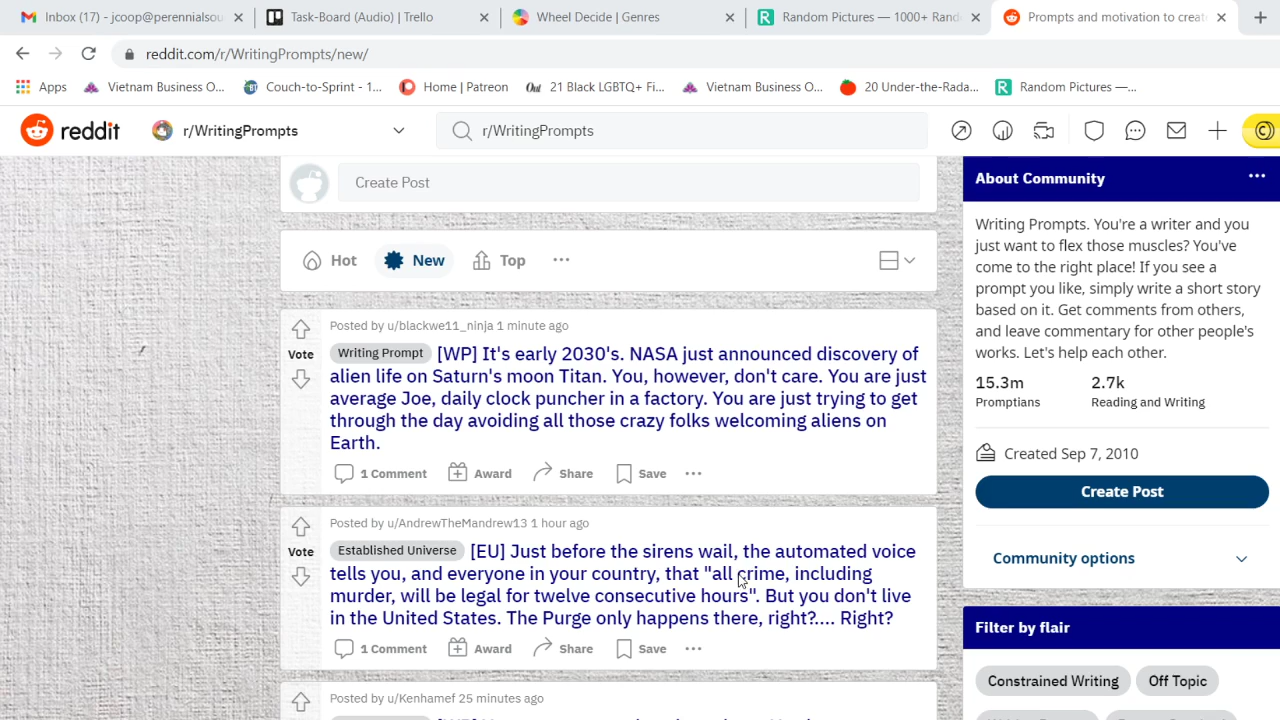 Inbox (17) - jcoop@perennialsou
Task-Board (Audio) | Trello
Wheel Decide | Genres
Random Pictures — 1000+ Rand
Prompts and motivation to creat
reddit.com/r/WritingPrompts/new/
Apps
Vietnam Business O...
Couchbate-Sprint - 1...
Home | Patreon
Out 21 Black LGBTQ+ Fi...
Vietnam Business O...
20 Under-the-Rada...
Random Pictures —...
reddit
r/WritingPrompts
r/WritingPrompts
Create Post
Hot
New
Top
Posted by u/blackwe11_ninja 1 minute ago
Vote
Writing Prompt [WP] It's early 2030's. NASA just announced discovery of
alien life on Saturn's moon Titan. You, however, don't care. You are just
average Joe, daily clock puncher in a factory. You are just trying to get
through the day avoiding all those crazy folks welcoming aliens on
Earth.
1 Comment Award Share Save
Posted by u/AndrewTheMandrew13 1 hour ago
Vote
Established Universe [EU] Just before the sirens wail, the automated voice
tells you, and everyone in your country, that "all crime, including
murder, will be legal for twelve consecutive hours". But you don't live
in the United States. The Purge only happens there, right?.... Right?
1 Comment Award Share Save
Posted by u/Kenhamef 25 minutes ago
About Community
Writing Prompts. You're a writer and you
just want to flex those muscles? You've
come to the right place! If you see a
prompt you like, simply write a short story
based on it. Get comments from others,
and leave commentary for other people's
works. Let's help each other.
15.3m 2.7k
Promptians Reading and Writing
Created Sep 7, 2010
Create Post
Community options
Filter by flair
Constrained Writing Off Topic